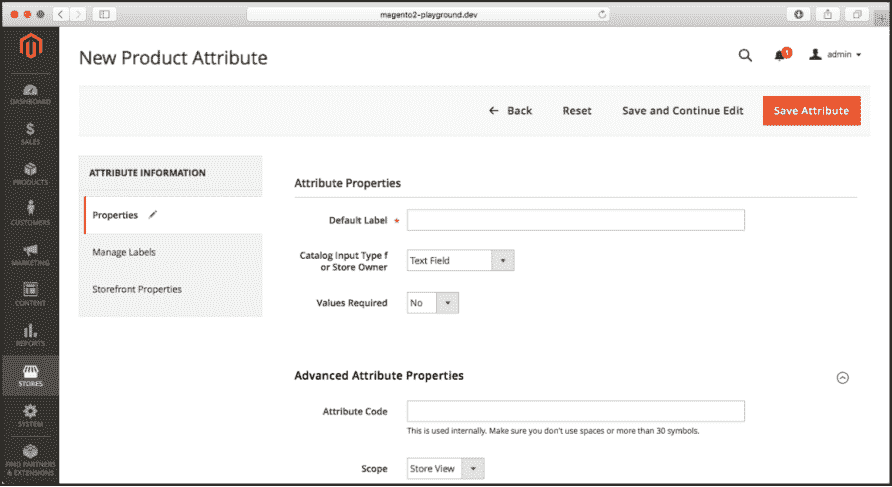 magento2-playground.dev
New Product Attribute
1
admin
Back
Reset
Save and Continue Edit
Save Attribute
DASHBOARD
SALES
PRODUCTS
CUSTOMERS
MARKETING
CONTENT
REPORTS
STORES
SYSTEM
FIND PARTNERS
& EXTENSIONS
ATTRIBUTE INFORMATION
Properties
Manage Labels
Storefront Properties
Attribute Properties
Default Label *
Catalog Input Type f
or Store Owner
Text Field
Values Required
No
Advanced Attribute Properties
Attribute Code
This is used internally. Make sure you don't use spaces or more than 30 symbols.
Scope
Store View